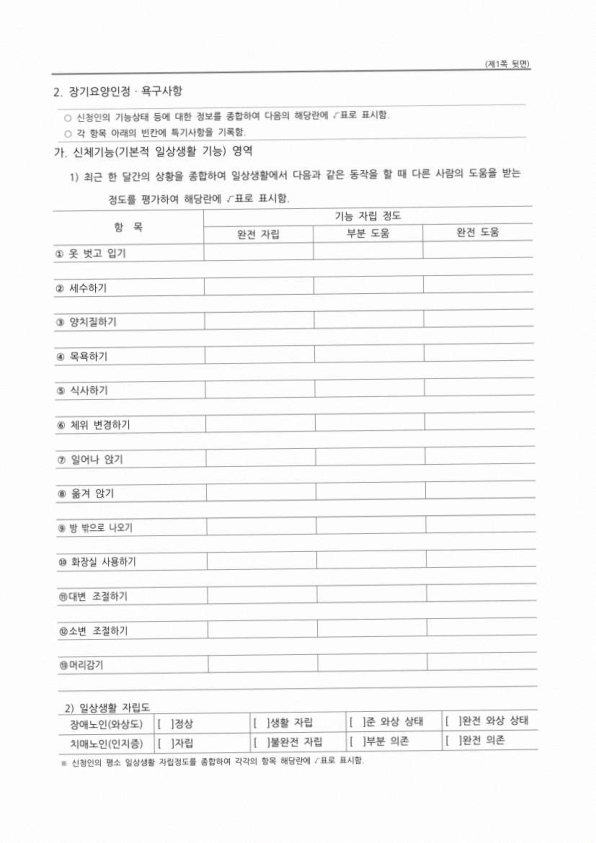 (제1쪽 뒷면)
2. 장기요양인정 · 욕구사항
○ 신청인의 기능상태 등에 대한 정보를 종합하여 다음의 해당란에 √표로 표시함.
○ 각 항목 아래의 빈칸에 특기사항을 기록함.
가. 신체기능(기본적 일상생활 기능) 영역
1) 최근 한 달간의 상황을 종합하여 일상생활에서 다음과 같은 동작을 할 때 다른 사람의 도움을 받는
정도를 평가하여 해당란에 √표로 표시함.
항 목
기능 자립 정도
완전 자립 부분 도움 완전 도움
① 옷 벗고 입기
② 세수하기
③ 양치질하기
④ 목욕하기
⑤ 식사하기
⑥ 체위 변경하기
⑦ 일어나 앉기
⑧ 옮겨 앉기
⑨ 방 밖으로 나오기
⑩ 화장실 사용하기
⑪대변 조절하기
⑫소변 조절하기
⑬머리감기
2) 일상생활 자립도
장애노인(와상도) [ ]정상 [ ]생활 자립 [ ]준 와상 상태 [ ]완전 와상 상태
치매노인(인지증) [ ]자립 [ ]불완전 자립 [ ]부분 의존 [ ]완전 의존
※ 신청인의 평소 일상생활 자립정도를 종합하여 각각의 항목 해당란에 √표로 표시함.